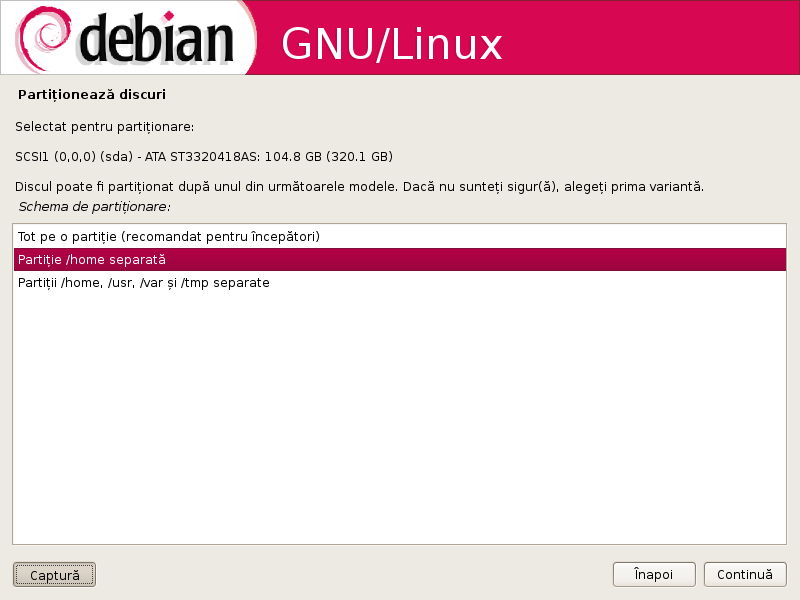 debian GNU/Linux
Partiționează discuri
Selectat pentru partiționare:
SCSI1 (0,0,0) (sda) - ATA ST3320418AS: 104.8 GB (320.1 GB)
Discul poate fi partiționat după unul din următoarele modele. Dacă nu sunteți sigur(ă), alegeți prima variantă.
Schema de partiționare:
Tot pe o partiție (recomandat pentru începători)
Partiție /home separată
Partiții /home, /usr, /var și /tmp separate
Captură Înapoi Continuă